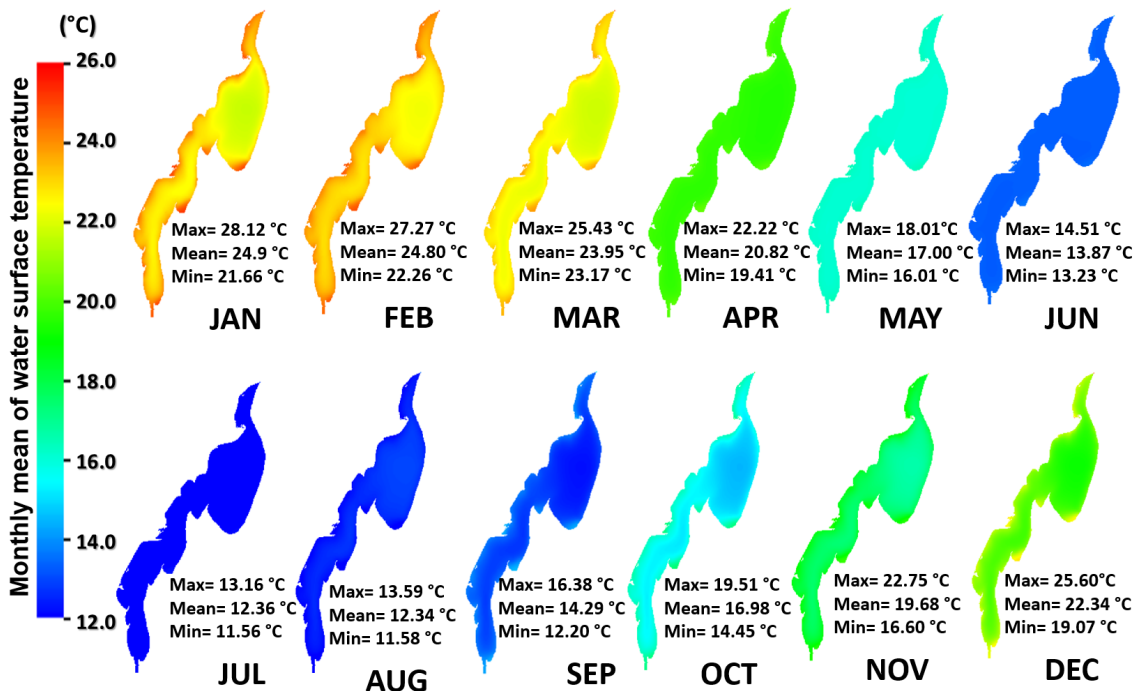 (°C)
Monthly mean of water surface temperature
26.0
24.0
22.0
20.0
18.0
16.0
14.0
12.0
Max= 28.12 °C
Mean= 24.9 °C
Min= 21.66 °C
JAN
Max= 27.27 °C
Mean= 24.80 °C
Min= 22.26 °C
FEB
Max= 25.43 °C
Mean= 23.95 °C
Min= 23.17 °C
MAR
Max= 22.22 °C
Mean= 20.82 °C
Min= 19.41 °C
APR
Max= 18.01°C
Mean= 17.00 °C
Min= 16.01 °C
MAY
Max= 14.51 °C
Mean= 13.87 °C
Min= 13.23 °C
JUN
Max= 13.16 °C
Mean= 12.36 °C
Min= 11.56 °C
JUL
Max= 13.59 °C
Mean= 12.34 °C
Min= 11.58 °C
AUG
Max= 16.38 °C
Mean= 14.29 °C
Min= 12.20 °C
SEP
Max= 19.51 °C
Mean= 16.98 °C
Min= 14.45 °C
OCT
Max= 22.75 °C
Mean= 19.68 °C
Min= 16.60 °C
NOV
Max= 25.60°C
Mean= 22.34 °C
Min= 19.07 °C
DEC